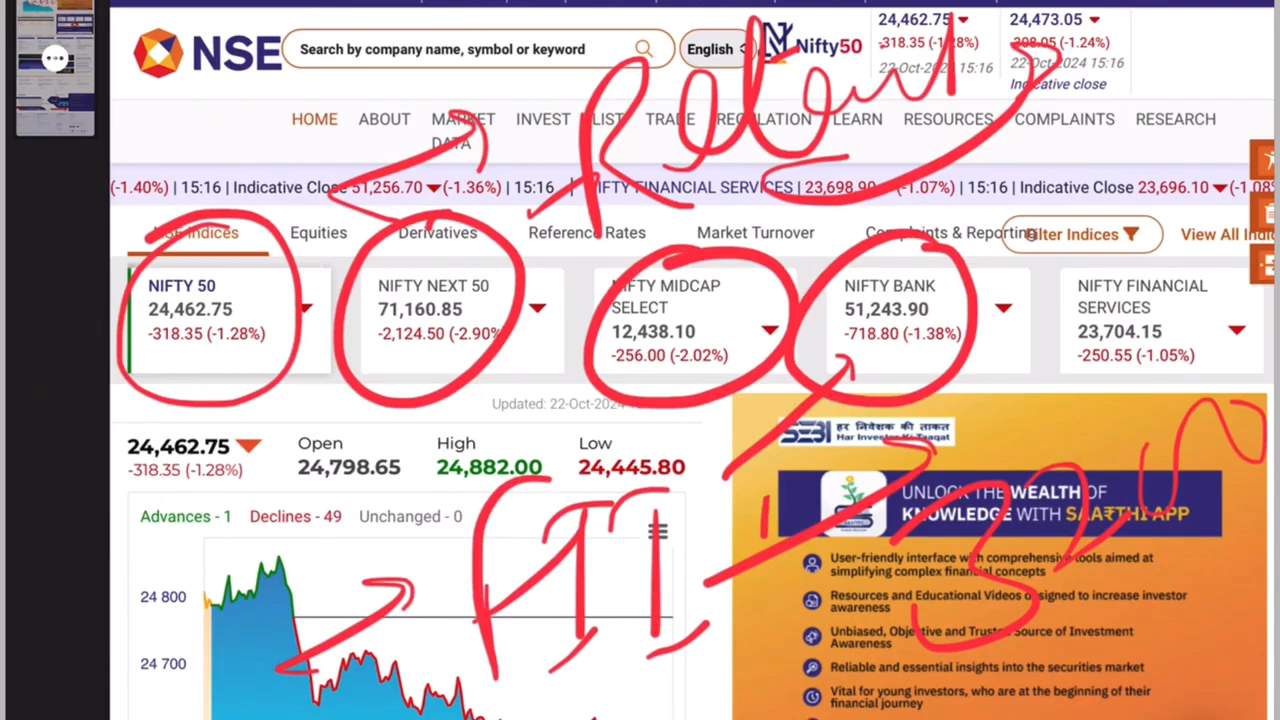 NSE
Search by company name, symbol or keyword
English
Nifty50
24,462.75
-318.35 (-1.28%)
22-Oct-2024 15:16
24,473.05
-308.05 (-1.24%)
22-Oct-2024 15:16
Indicative close
HOME ABOUT MARKET DATA INVEST LIST TRADE REGULATION LEARN RESOURCES COMPLAINTS RESEARCH
(-1.40%) | 15:16 | Indicative Close 51,256.70 (-1.36%) | 15:16 | NIFTY FINANCIAL SERVICES | 23,698.90 (-1.07%) | 15:16 | Indicative Close 23,696.10 (-1.08%
NSE Indices Equities Derivatives Reference Rates Market Turnover Complaints & Reporting Filter Indices View All Indic
NIFTY 50
24,462.75
-318.35 (-1.28%)
NIFTY NEXT 50
71,160.85
-2,124.50 (-2.90%)
NIFTY MIDCAP
SELECT
12,438.10
-256.00 (-2.02%)
NIFTY BANK
51,243.90
-718.80 (-1.38%)
NIFTY FINANCIAL
SERVICES
23,704.15
-250.55 (-1.05%)
Updated: 22-Oct-2024
24,462.75
-318.35 (-1.28%)
Open
24,798.65
High
24,882.00
Low
24,445.80
Advances - 1 Declines - 49 Unchanged - 0
24 800
24 700
SEBI हर निवेशक की ताकत
Har Investor Ki Taaqat
UNLOCK THE WEALTH OF
KNOWLEDGE WITH SAA₹THI APP
User-friendly interface with comprehensive tools aimed at
simplifying complex financial concepts
Resources and Educational Videos designed to increase investor
awareness
Unbiased, Objective and Trusted Source of Investment
Awareness
Reliable and essential insights into the securities market
Vital for young investors, who are at the beginning of their
financial journey